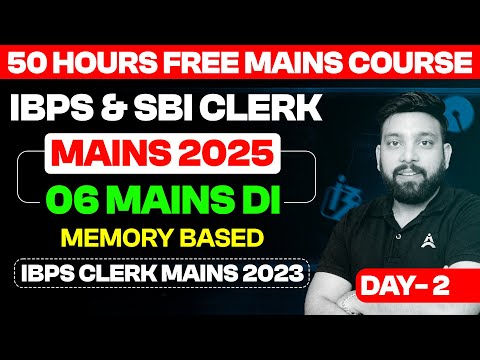 50 HOURS FREE MAINS COURSE
IBPS & SBI CLERK
MAINS 2025
06 MAINS DI
MEMORY BASED
IBPS CLERK MAINS 2023
DAY- 2